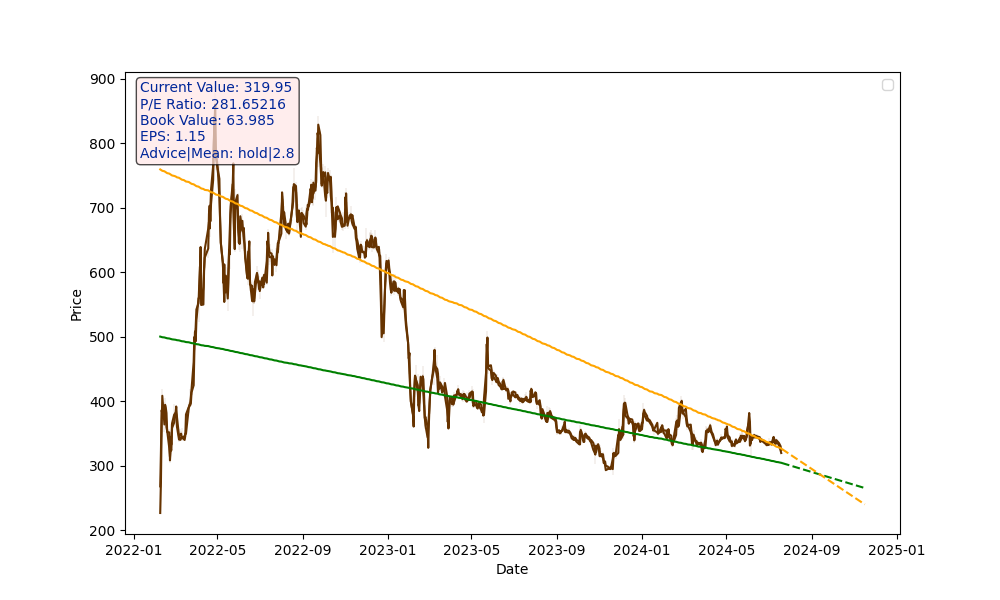 Current Value: 319.95
P/E Ratio: 281.65216
Book Value: 63.985
EPS: 1.15
Advice|Mean: hold|2.8
900
800
700
600
500
400
300
200
Price
2022-01 2022-05 2022-09 2023-01 2023-05 2023-09 2024-01 2024-05 2024-09 2025-01
Date